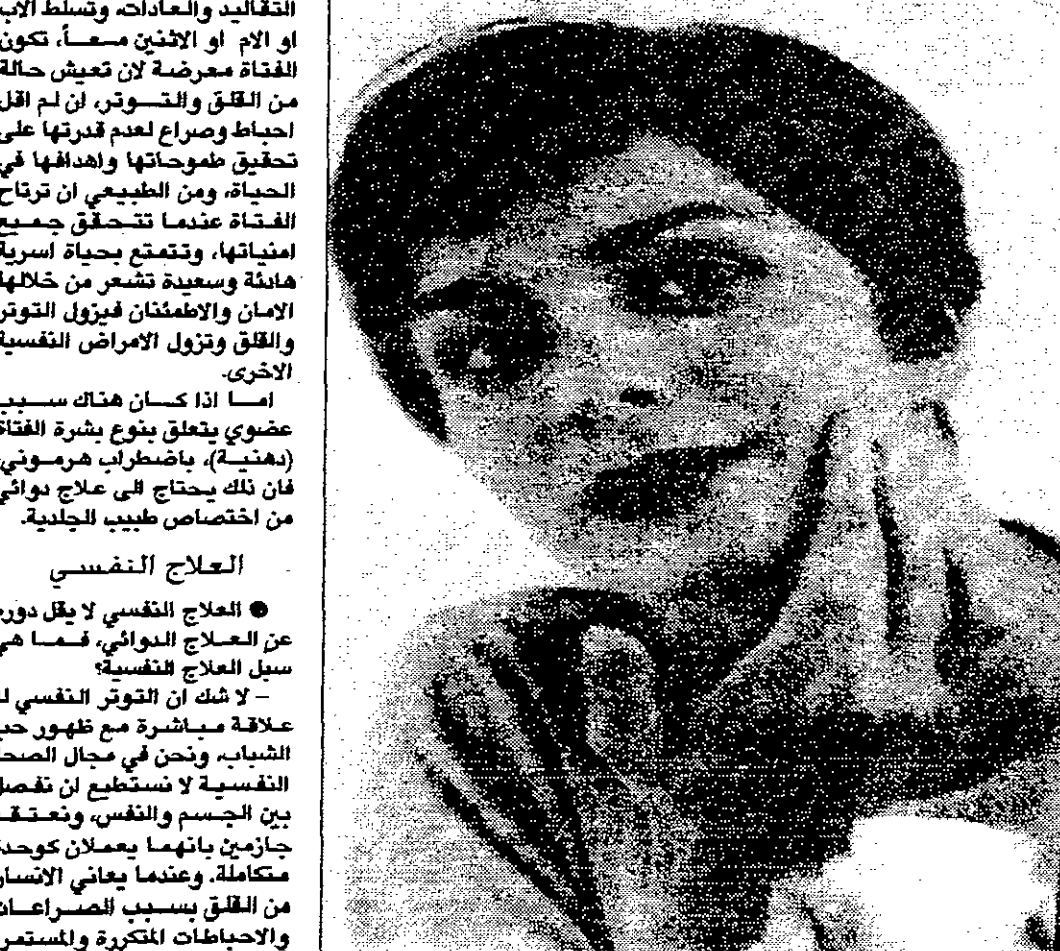 التقاليد والعادات، وتسلط الاب
او الام او الاثنين معاً، تكون
الفتاة معرضة لان تعيش حالة
من القلق والتوتر، ان لم اقل
احباط وصراع لعدم قدرتها على
تحقيق طموحاتها واهدافها في
الحياة، ومن الطبيعي ان ترتاح
الفتاة عندما تتحقق جميع
امنياتها، وتتمتع بحياة اسرية
هادئة وسعيدة تشعر من خلالها
الامان والاطمئنان فيزول التوتر
والقلق وتزول الامراض النفسية
الاخرى.
اما اذا كان هناك سبب
عضوي يتعلق بنوع بشرة الفتاة
(دهنية)، باضطراب هرموني،
فان ذلك يحتاج الى علاج دوائي
من اختصاص طبيب الجلدية.
العلاج النفسي
● العلاج النفسي لا يقل دوره
عن العلاج الدوائي، فما هي
سبل العلاج النفسية؟
– لا شك ان التوتر النفسي
علاقة مباشرة مع ظهور حب
الشباب، ونحن في مجال الصحة
النفسية لا نستطيع ان نفصل
بين الجسم والنفس، ونعتقد
جازمين بانهما يعملان كوحدة
متكاملة. وعندما يعاني الانسان
من القلق بسبب الصراعات
والاحباطات المتكررة